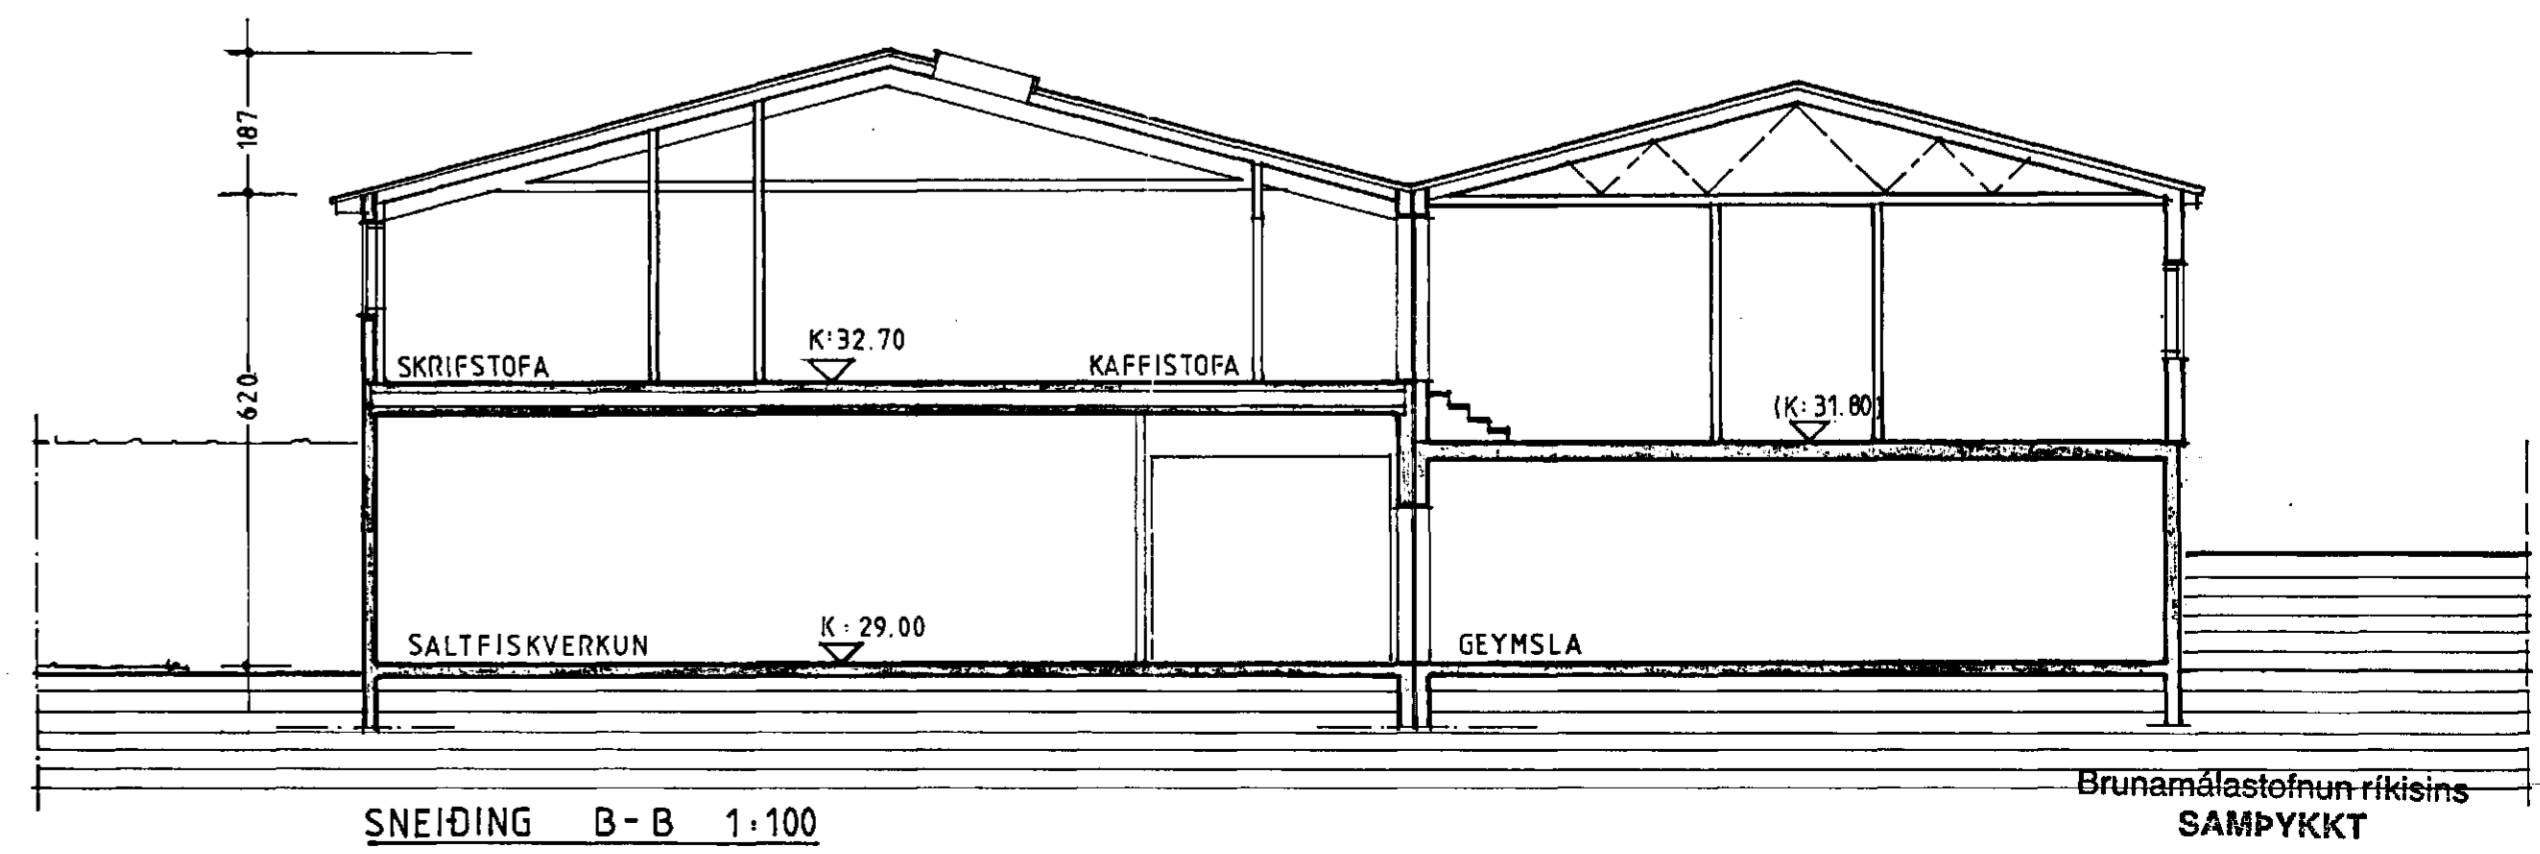 187
620
SKRIFSTOFA
K:32.70
KAFFISTOFA
(K:31.80)
SALTFISKVERKUN
K:29.00
GEYMSLA
SNEIÐING B-B 1:100
Brunamálastofnun ríkisins
SAMÞYKKT